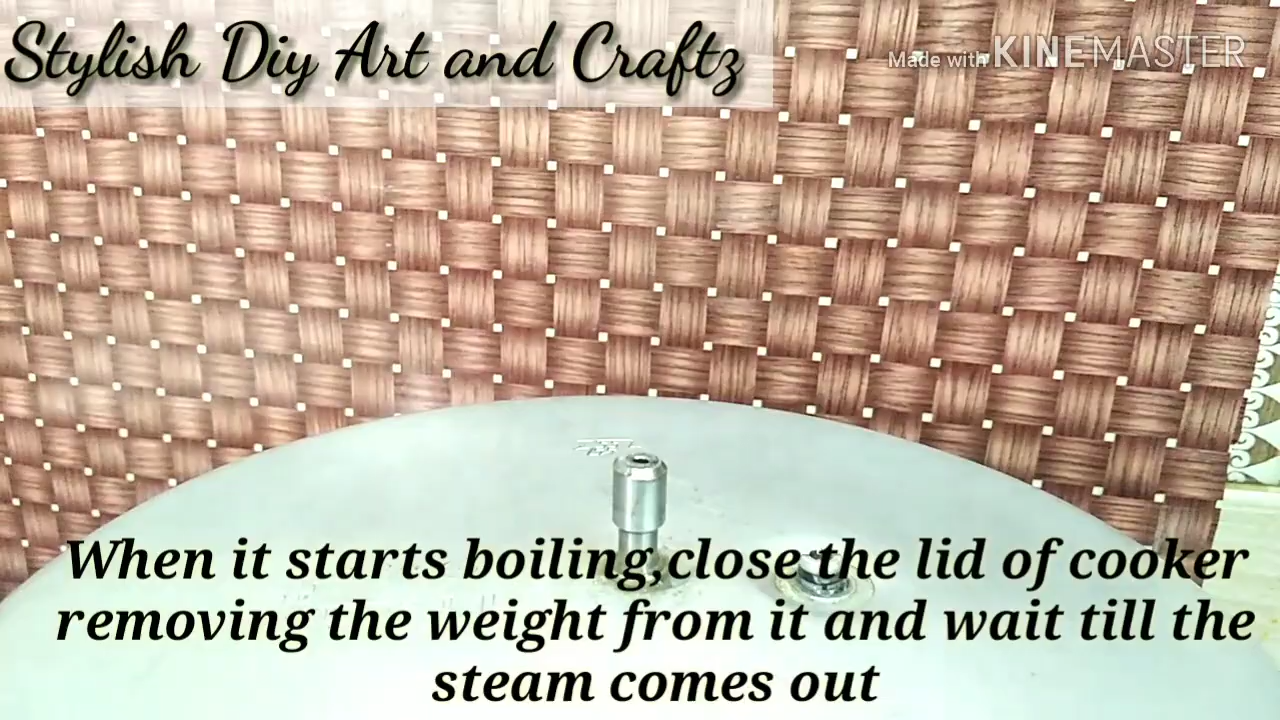 Stylish Diy Art and Craftz
Made with KINEMASTER
When it starts boiling,close the lid of cooker
removing the weight from it and wait till the
steam comes out